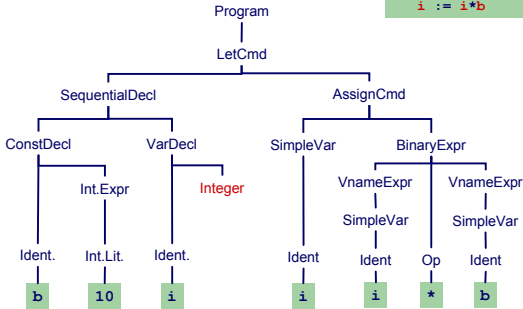 i := i*b
Program
LetCmd
SequentialDecl AssignCmd
ConstDecl VarDecl SimpleVar BinaryExpr
Int.Expr Integer VnameExpr VnameExpr
SimpleVar SimpleVar
Ident. Int.Lit. Ident. Ident Ident Op Ident
b 10 i i i * b